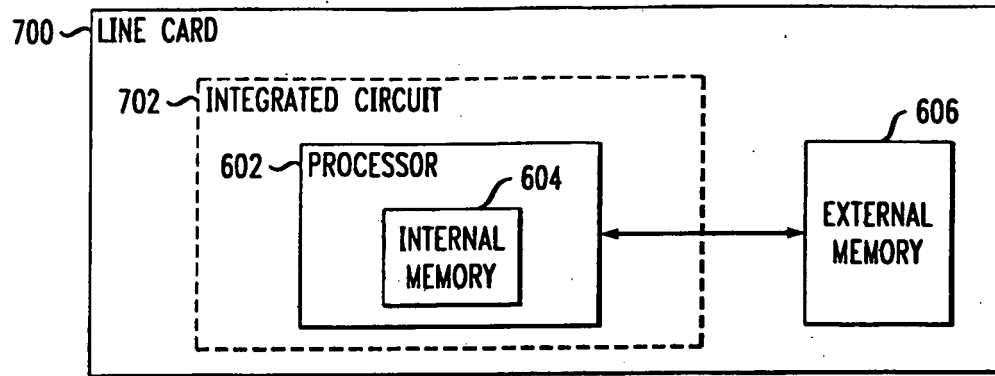 700 LINE CARD
702 INTEGRATED CIRCUIT
606
602 PROCESSOR
604
INTERNAL
MEMORY
EXTERNAL
MEMORY